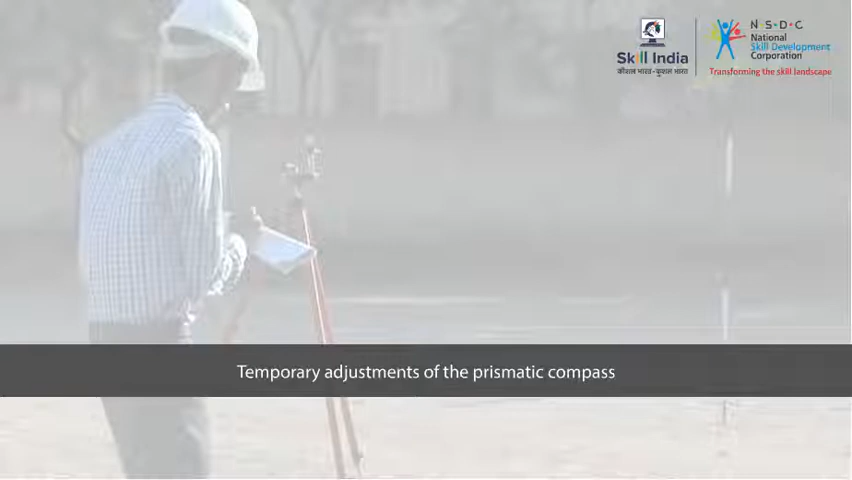 Skill India
कौशल भारत-कुशल भारत
N·S·D·C
National
Skill Development
Corporation
Transforming the skill landscape
Temporary adjustments of the prismatic compass